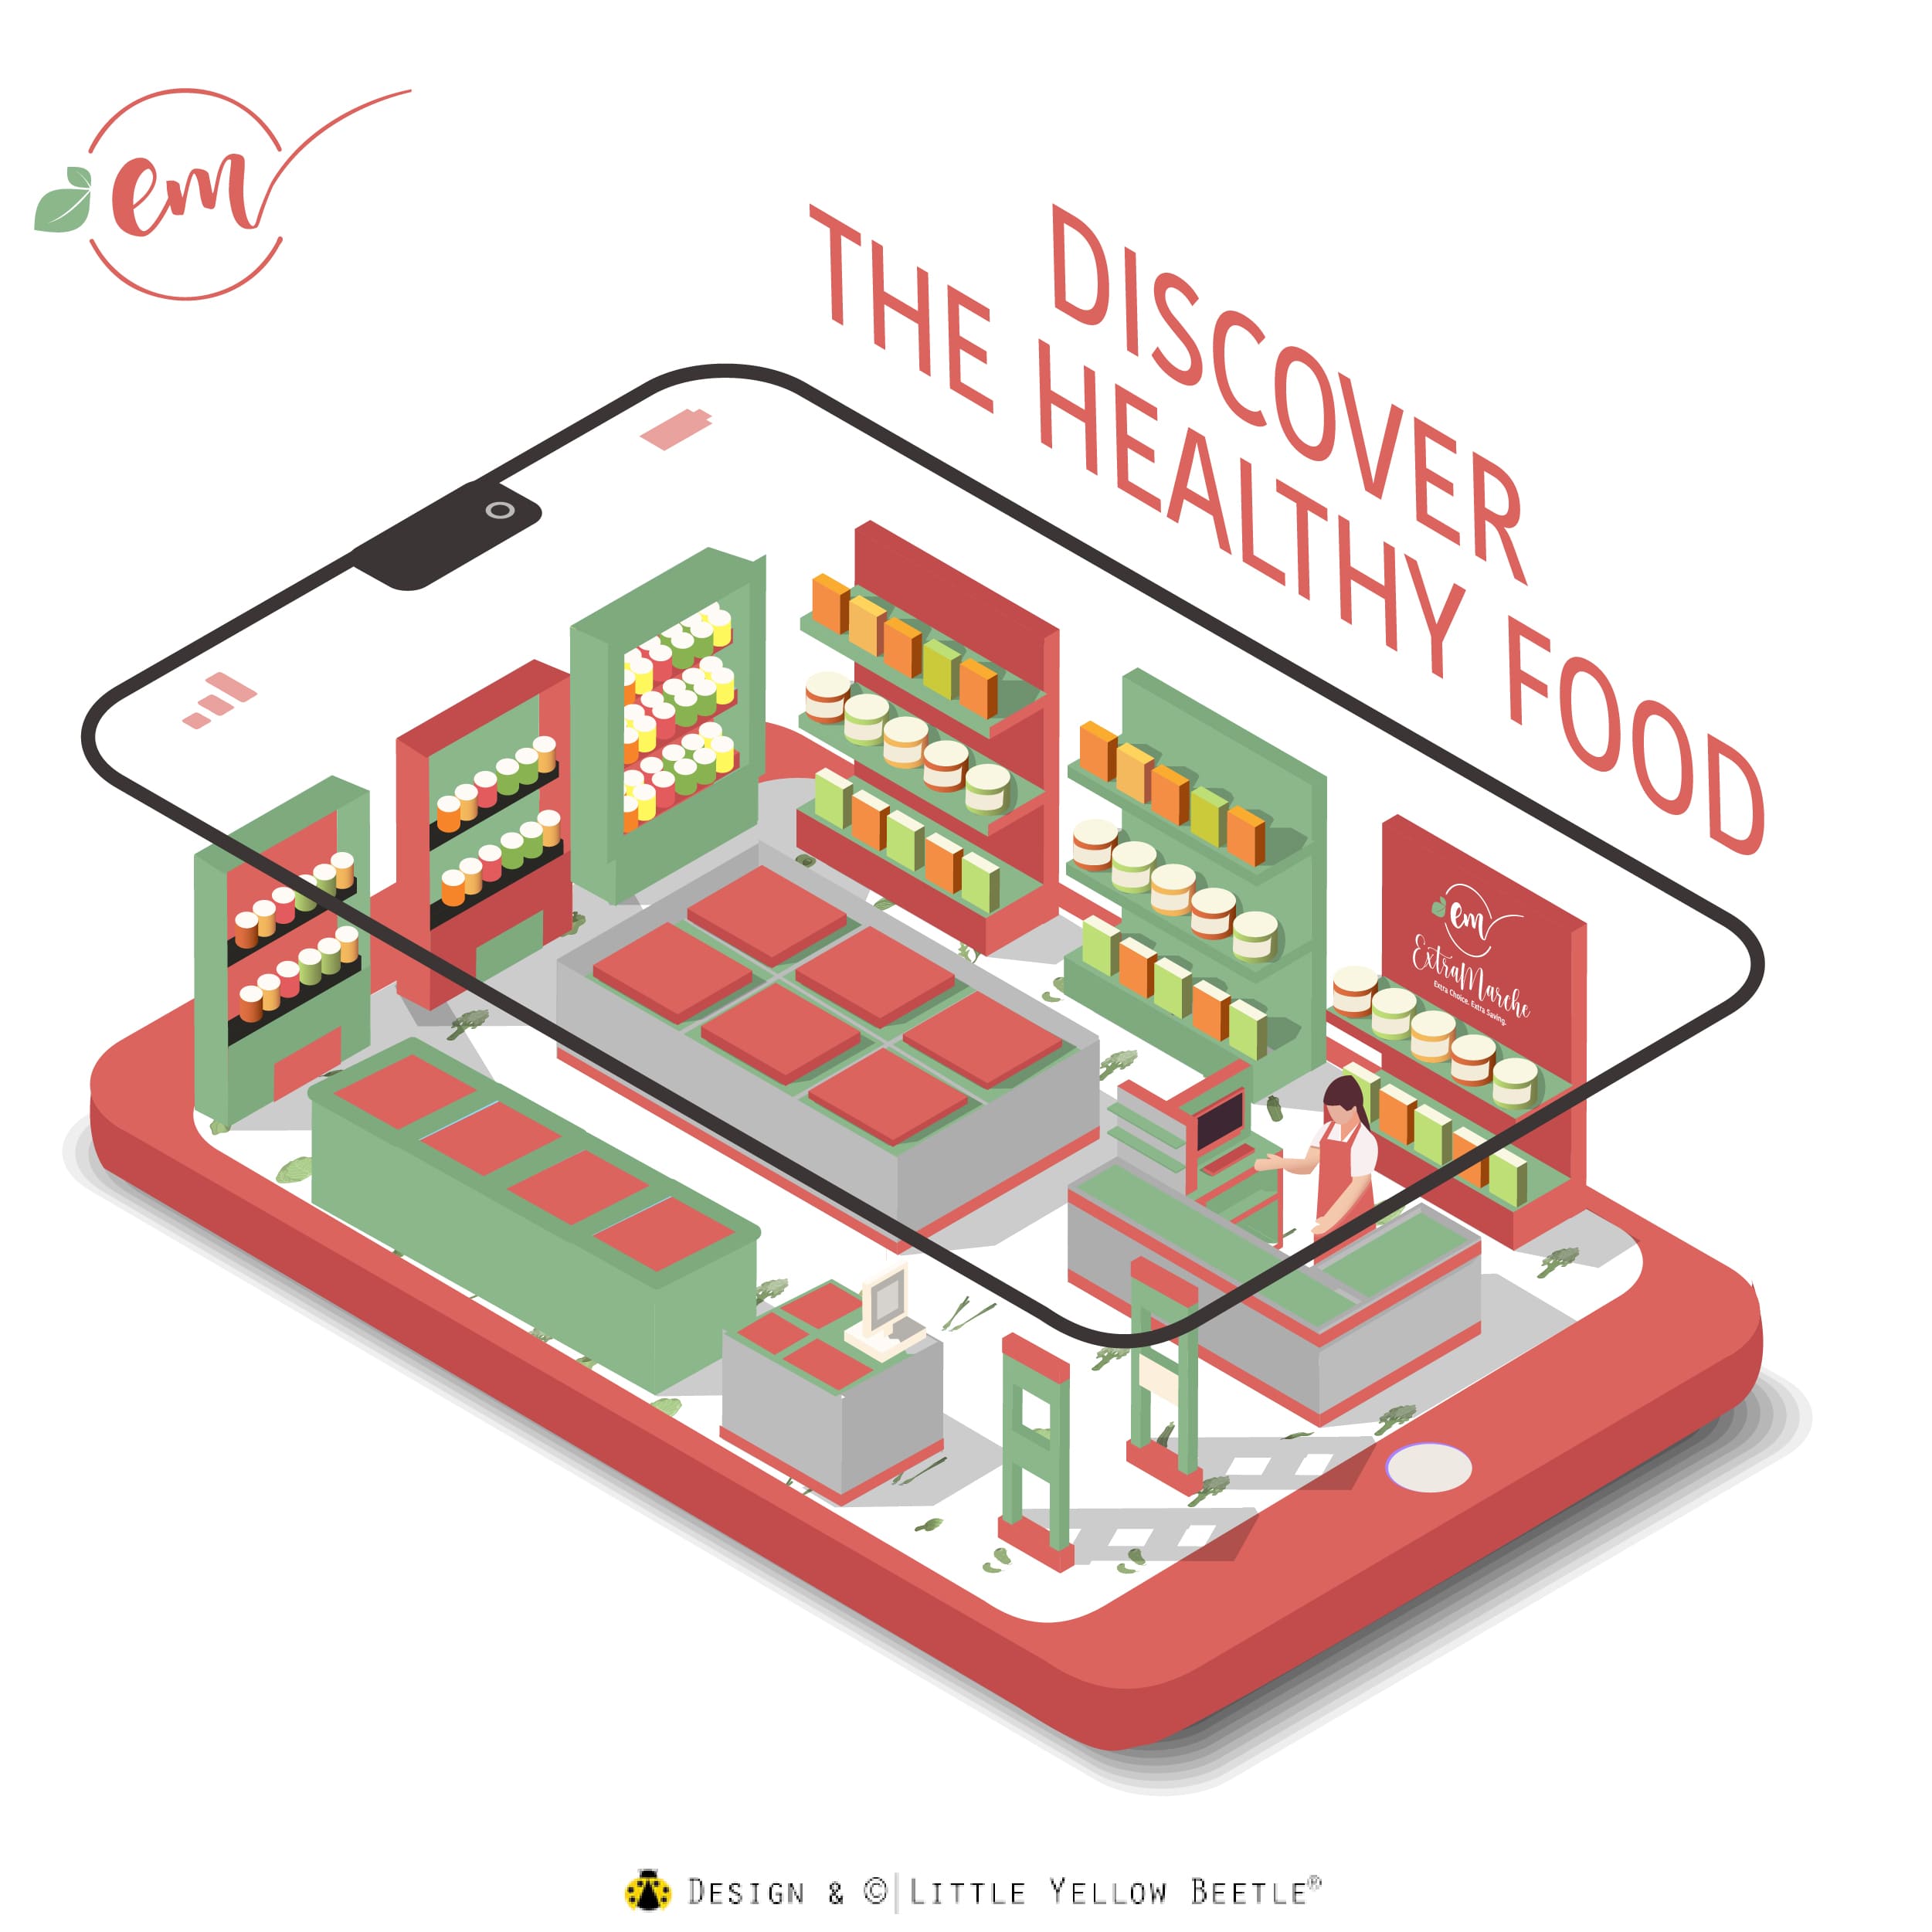 em
DISCOVER
THE HEALTHY FOOD
em
ExtraMarche
Extra Choice. Extra Saving.
DESIGN & © LITTLE YELLOW BEETLE®